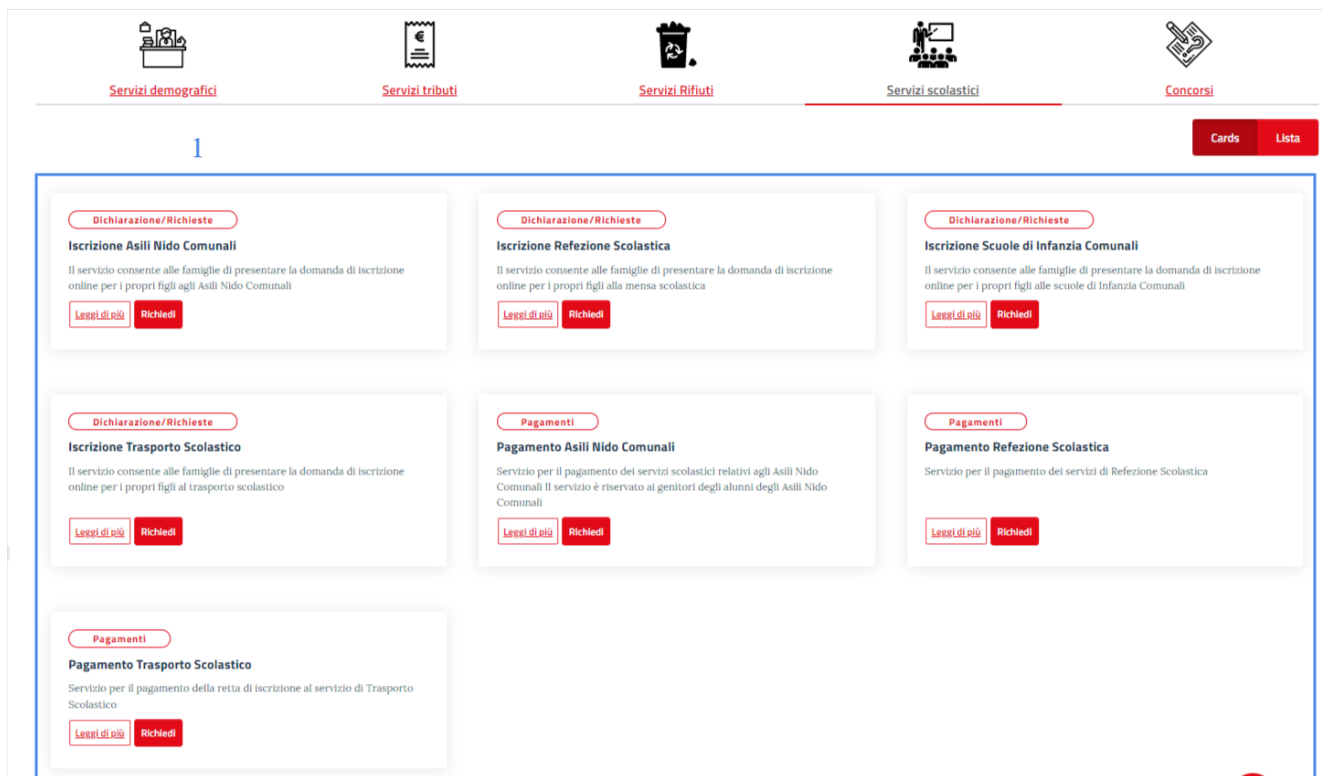 Servizi demografici
Servizi tributi
Servizi Rifiuti
Servizi scolastici
Concorsi
Cards
Lista
1
Dichiarazione/Richieste
Iscrizione Asili Nido Comunali
Il servizio consente alle famiglie di presentare la domanda di iscrizione
online per i propri figli agli Asili Nido Comunali
Leggi di più
Richiedi
Dichiarazione/Richieste
Iscrizione Refezione Scolastica
Il servizio consente alle famiglie di presentare la domanda di iscrizione
online per i propri figli alla mensa scolastica
Leggi di più
Richiedi
Dichiarazione/Richieste
Iscrizione Scuole di Infanzia Comunali
Il servizio consente alle famiglie di presentare la domanda di iscrizione
online per i propri figli alle scuole di Infanzia Comunali
Leggi di più
Richiedi
Dichiarazione/Richieste
Iscrizione Trasporto Scolastico
Il servizio consente alle famiglie di presentare la domanda di iscrizione
online per i propri figli al trasporto scolastico
Leggi di più
Richiedi
Pagamenti
Pagamento Asili Nido Comunali
Servizio per il pagamento dei servizi scolastici relativi agli Asili Nido
Comunali Il servizio è riservato ai genitori degli alunni degli Asili Nido
Comunali
Leggi di più
Richiedi
Pagamenti
Pagamento Refezione Scolastica
Servizio per il pagamento dei servizi di Refezione Scolastica
Leggi di più
Richiedi
Pagamenti
Pagamento Trasporto Scolastico
Servizio per il pagamento della retta di iscrizione al servizio di Trasporto
Scolastico
Leggi di più
Richiedi